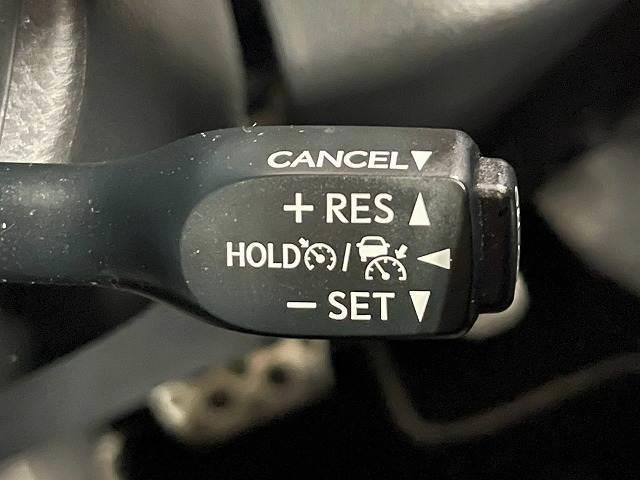 CANCEL▼
+ RES ▲
HOLD / ◀
− SET ▼